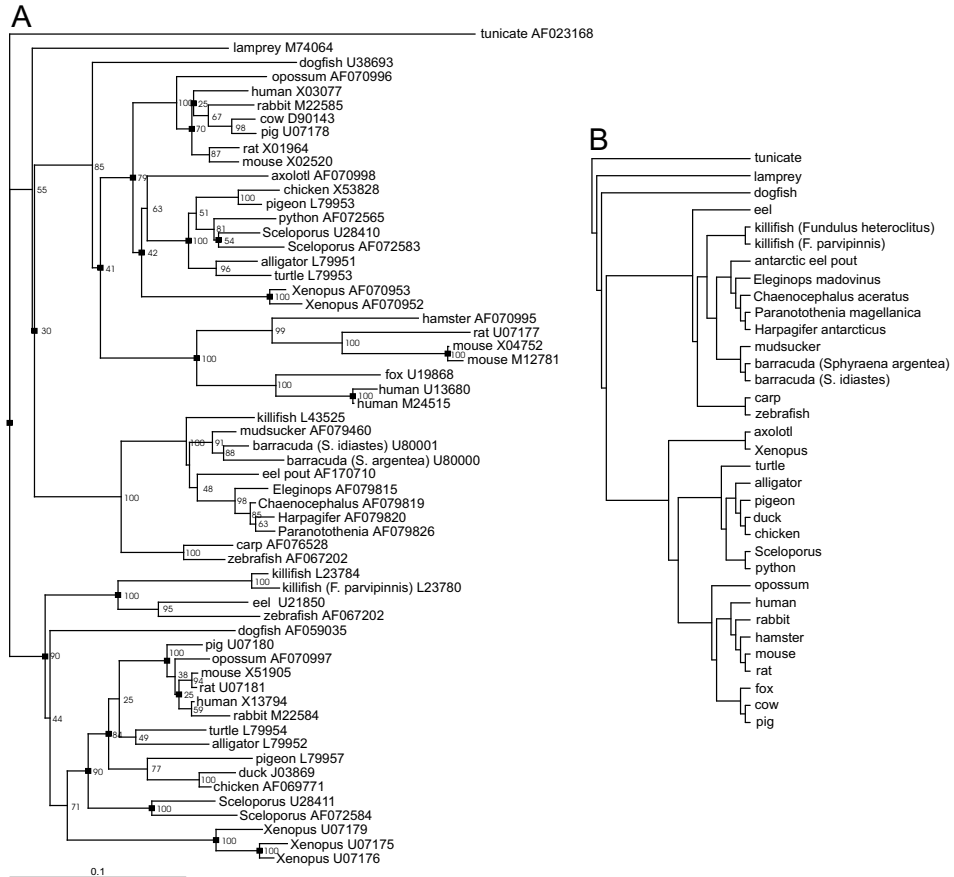 A
tunicate AF023168
lamprey M74064
dogfish U38693
opossum AF070996
human X03077
100
25
rabbit M22585
67
cow D90143
98
70
pig U07178
rat X01964
87
mouse X02520
85
79
axolotl AF070998
chicken X53828
100
pigeon L79953
63
51
python AF072565
81
Sceloporus U28410
100
54
Sceloporus AF072583
42
alligator L79951
96
41
turtle L79953
Xenopus AF070953
100
Xenopus AF070952
55
hamster AF070995
99
rat U07177
30
100
mouse X04752
100
mouse M12781
100
fox U19868
100
human U13680
100
human M24515
killifish L43525
mudsucker AF079460
100
91
barracuda (S. idiastes) U80001
88
barracuda (S. argentea) U80000
eel pout AF170710
48
Eleginops AF079815
98
Chaenocephalus AF079819
100
85
Harpagifer AF079820
63
Paranotothenia AF079826
carp AF076528
100
zebrafish AF067202
killifish L23784
100
killifish (F. parvipinnis) L23780
100
eel U21850
95
zebrafish AF067202
dogfish AF059035
pig U07180
90
100
opossum AF070997
38
mouse X51905
94
rat U07181
25
25
human X13794
59
rabbit M22584
44
turtle L79954
84
49
alligator L79952
pigeon L79957
90
77
duck J03869
100
chicken AF069771
Sceloporus U28411
71
100
Sceloporus AF072584
Xenopus U07179
100
Xenopus U07175
100
Xenopus U07176
0.1
B
tunicate
lamprey
dogfish
eel
killifish (Fundulus heteroclitus)
killifish (F. parvipinnis)
antarctic eel pout
Eleginops madovinus
Chaenocephalus aceratus
Paranotothenia magellanica
Harpagifer antarcticus
mudsucker
barracuda (Sphyraena argentea)
barracuda (S. idiastes)
carp
zebrafish
axolotl
Xenopus
turtle
alligator
pigeon
duck
chicken
Sceloporus
python
opossum
human
rabbit
hamster
mouse
rat
fox
cow
pig